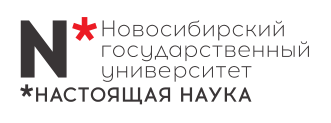 N* Новосибирский
государственный
университет
*НАСТОЯЩАЯ НАУКА